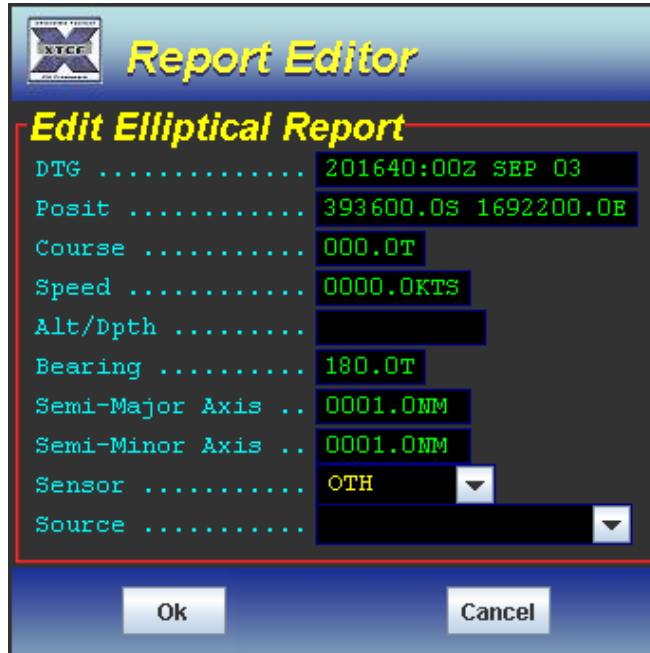 XTCF
Report Editor
Edit Elliptical Report
DTG .............. 201640:00Z SEP 03
Posit ............ 393600.0S 1692200.0E
Course ........... 000.0T
Speed ............ 0000.0KTS
Alt/Dpth .........
Bearing .......... 180.0T
Semi-Major Axis .. 0001.0NM
Semi-Minor Axis .. 0001.0NM
Sensor ........... OTH
Source ...........
Ok Cancel